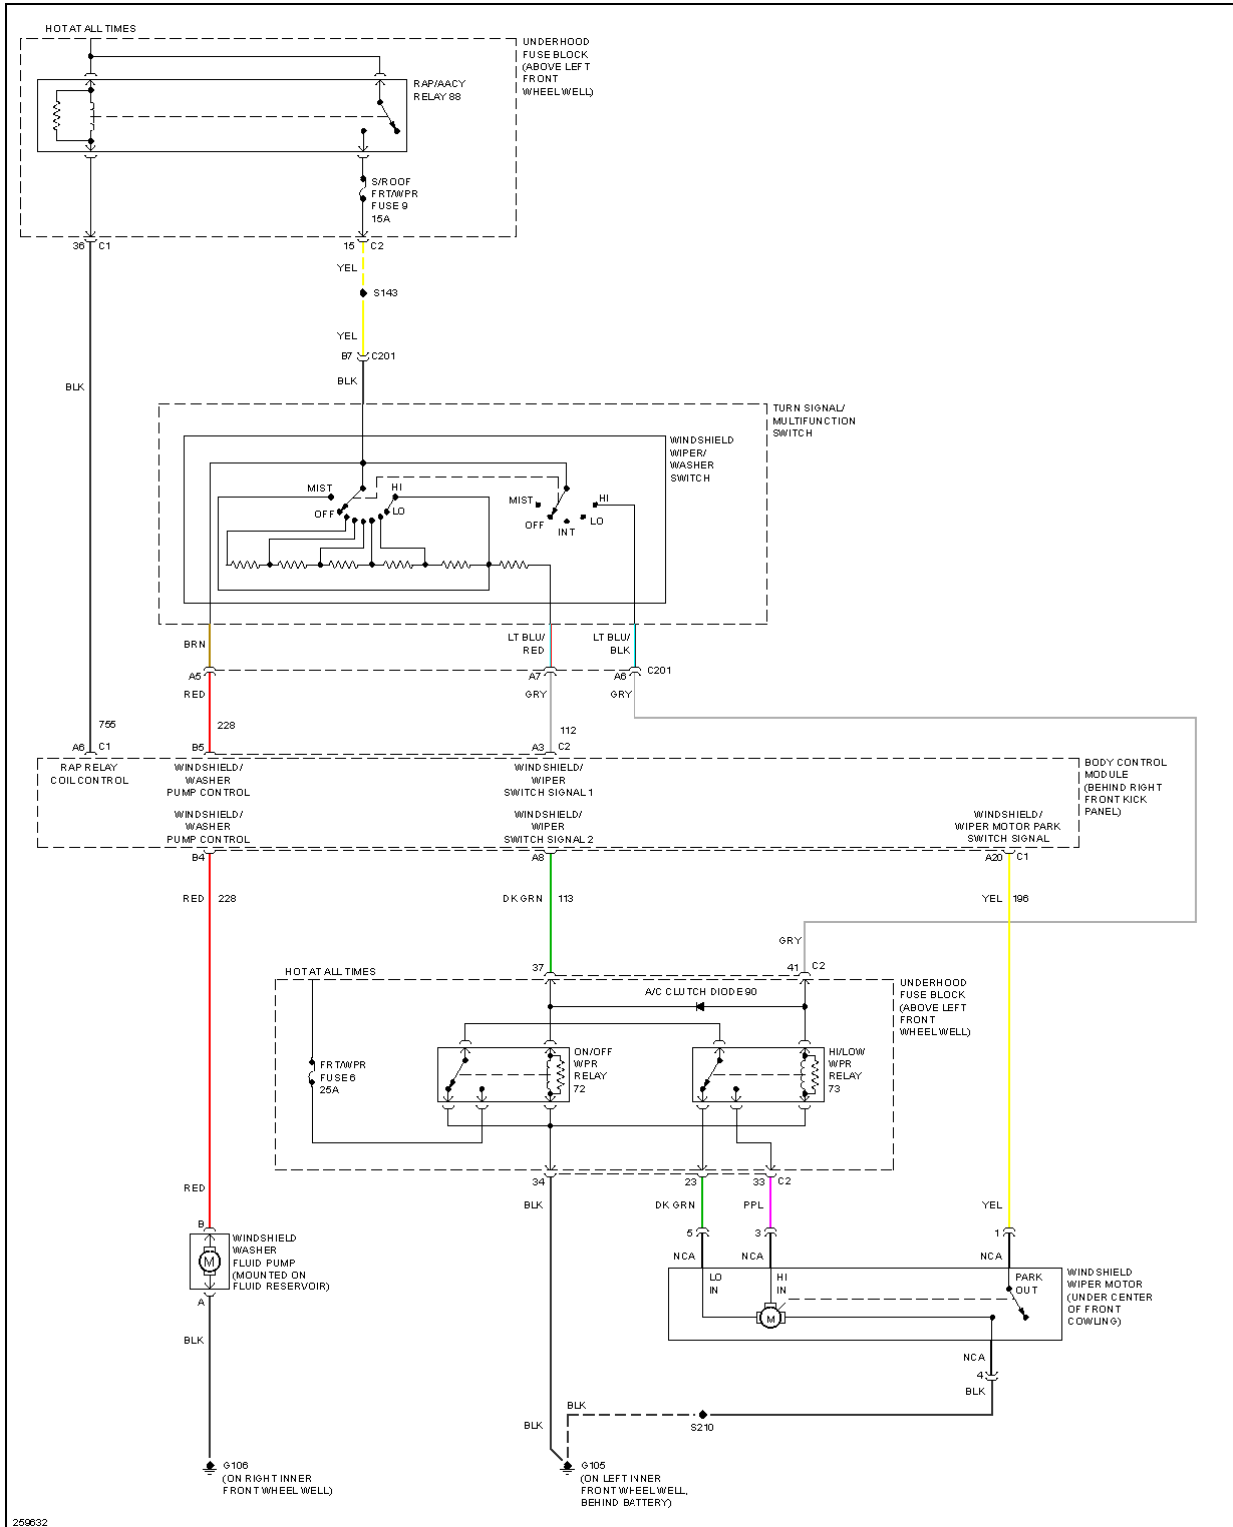 HOT AT ALL TIMES
UNDERHOOD
FUSE BLOCK
(ABOVE LEFT
FRONT
WHEEL WELL)
RAP/AACY
RELAY 88
S/ROOF
FRT/WPR
FUSE 9
15A
36 C1
15 C2
YEL
S143
YEL
B7 C201
BLK
BLK
TURN SIGNAL/
MULTIFUNCTION
SWITCH
WINDSHIELD
WIPER/
WASHER
SWITCH
MIST
HI
OFF
LO
MIST
HI
OFF
INT
LO
BRN
LT BLU/
RED
LT BLU/
BLK
A5
A7
A6
C201
RED
GRY
GRY
755
228
112
A6 C1
B5
A3 C2
RAP RELAY
COIL CONTROL
WINDSHIELD/
WASHER
PUMP CONTROL
WINDSHIELD/
WIPER
SWITCH SIGNAL 1
BODY CONTROL
MODULE
(BEHIND RIGHT
FRONT KICK
PANEL)
WINDSHIELD/
WASHER
PUMP CONTROL
WINDSHIELD/
WIPER
SWITCH SIGNAL 2
WINDSHIELD/
WIPER MOTOR PARK
SWITCH SIGNAL
B4
A8
A20 C1
RED 228
DK GRN 113
YEL 196
GRY
37
41 C2
HOT AT ALL TIMES
A/C CLUTCH DIODE 90
UNDERHOOD
FUSE BLOCK
(ABOVE LEFT
FRONT
WHEEL WELL)
FRT/WPR
FUSE 6
25A
ON/OFF
WPR
RELAY
72
HI/LOW
WPR
RELAY
73
34
23
33 C2
RED
BLK
DK GRN
PPL
YEL
B
5
3
1
NCA
NCA
NCA
WINDSHIELD
WASHER
FLUID PUMP
(MOUNTED ON
FLUID RESERVOIR)
M
A
LO
IN
HI
IN
PARK
OUT
M
WINDSHIELD
WIPER MOTOR
(UNDER CENTER
OF FRONT
COWLING)
BLK
NCA
4
BLK
BLK
S210
BLK
G106
(ON RIGHT INNER
FRONT WHEEL WELL)
G105
(ON LEFT INNER
FRONT WHEEL WELL,
BEHIND BATTERY)
259632